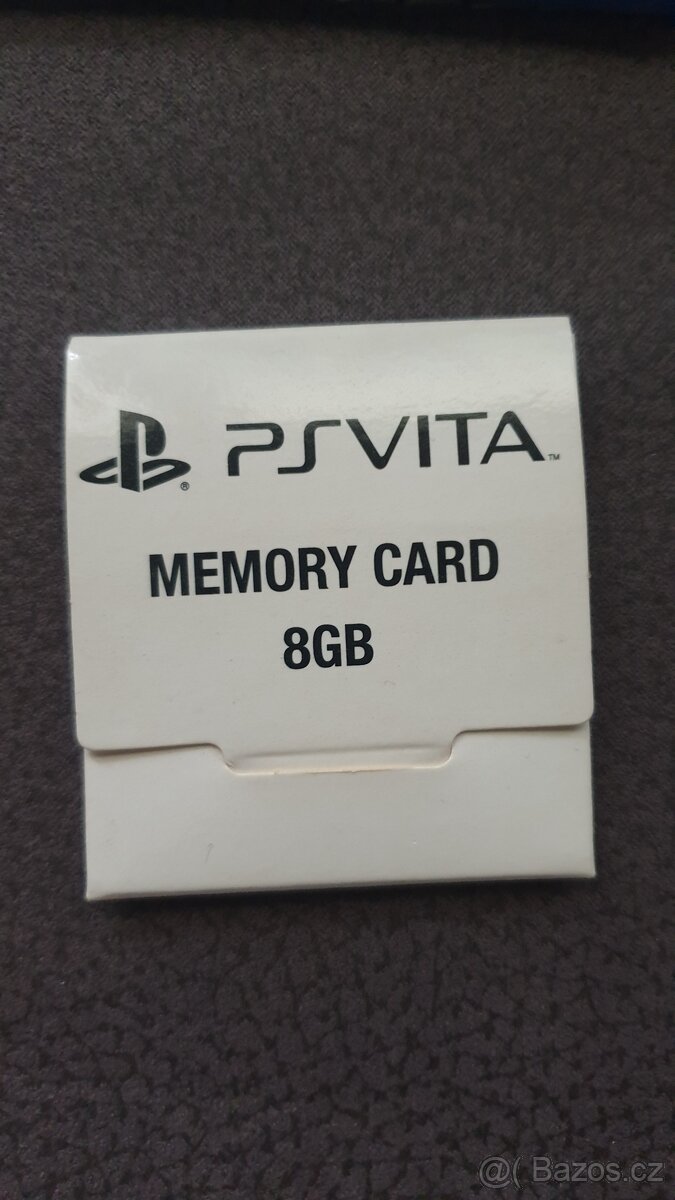 PSVITA™
MEMORY CARD
8GB
@( Bazos.cz